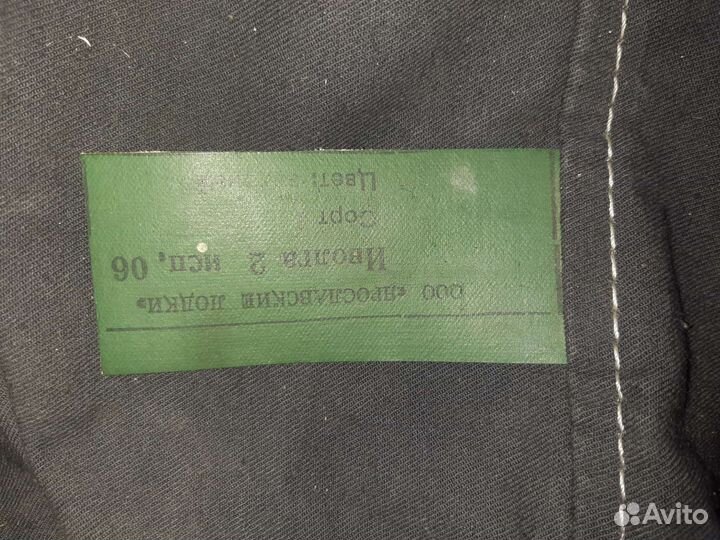 ООО «ЯРОСЛАВСКИЕ ЛОДКИ»
Иволга 2 исп. 06
Сорт
Цвет:
Avito